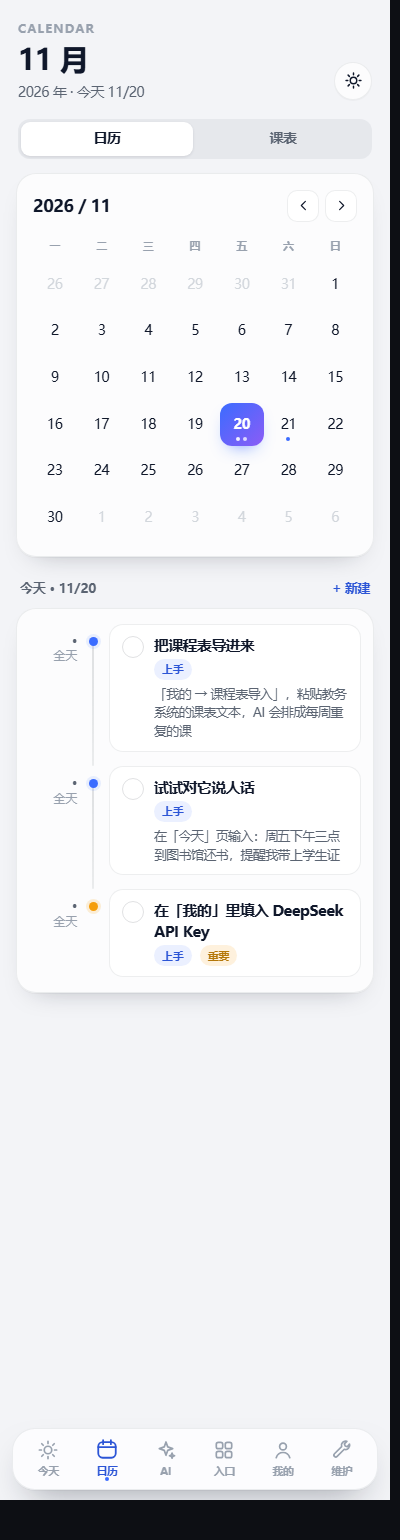 CALENDAR
11 月
2026 年 · 今天 11/20
日历 课表
2026 / 11
一 二 三 四 五 六 日
26 27 28 29 30 31 1
2 3 4 5 6 7 8
9 10 11 12 13 14 15
16 17 18 19 20 21 22
23 24 25 26 27 28 29
30 1 2 3 4 5 6
今天 • 11/20 + 新建
全天
把课程表导进来
上手
「我的 → 课程表导入」，粘贴教务
系统的课表文本，AI 会排成每周重
复的课
全天
试试对它说人话
上手
在「今天」页输入：周五下午三点
到图书馆还书，提醒我带上学生证
全天
在「我的」里填入 DeepSeek
API Key
上手 重要
今天 日历 AI 入口 我的 维护